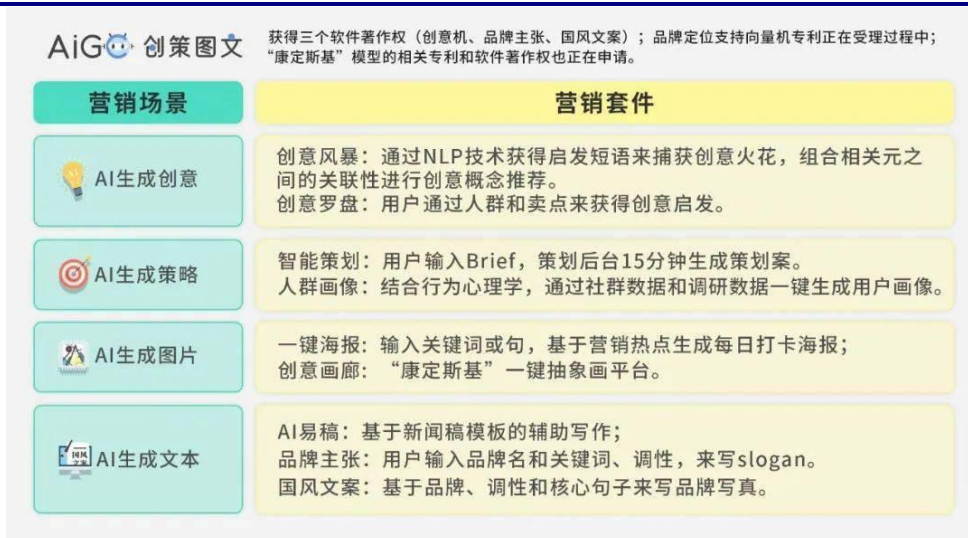 AiGC 创策图文
获得三个软件著作权（创意机、品牌主张、国风文案）；品牌定位支持向量机专利正在受理过程中；
“康定斯基”模型的相关专利和软件著作权也正在申请。
营销场景
营销套件
AI生成创意
创意风暴：通过NLP技术获得启发短语来捕获创意火花，组合相关元之
间的关联性进行创意概念推荐。
创意罗盘：用户通过人群和卖点来获得创意启发。
AI生成策略
智能策划：用户输入Brief，策划后台15分钟生成策划案。
人群画像：结合行为心理学，通过社群数据和调研数据一键生成用户画像。
AI生成图片
一键海报：输入关键词或句，基于营销热点生成每日打卡海报；
创意画廊：“康定斯基”一键抽象画平台。
国风
文案
AI生成文本
AI易稿：基于新闻稿模板的辅助写作；
品牌主张：用户输入品牌名和关键词、调性，来写slogan。
国风文案：基于品牌、调性和核心句子来写品牌写真。